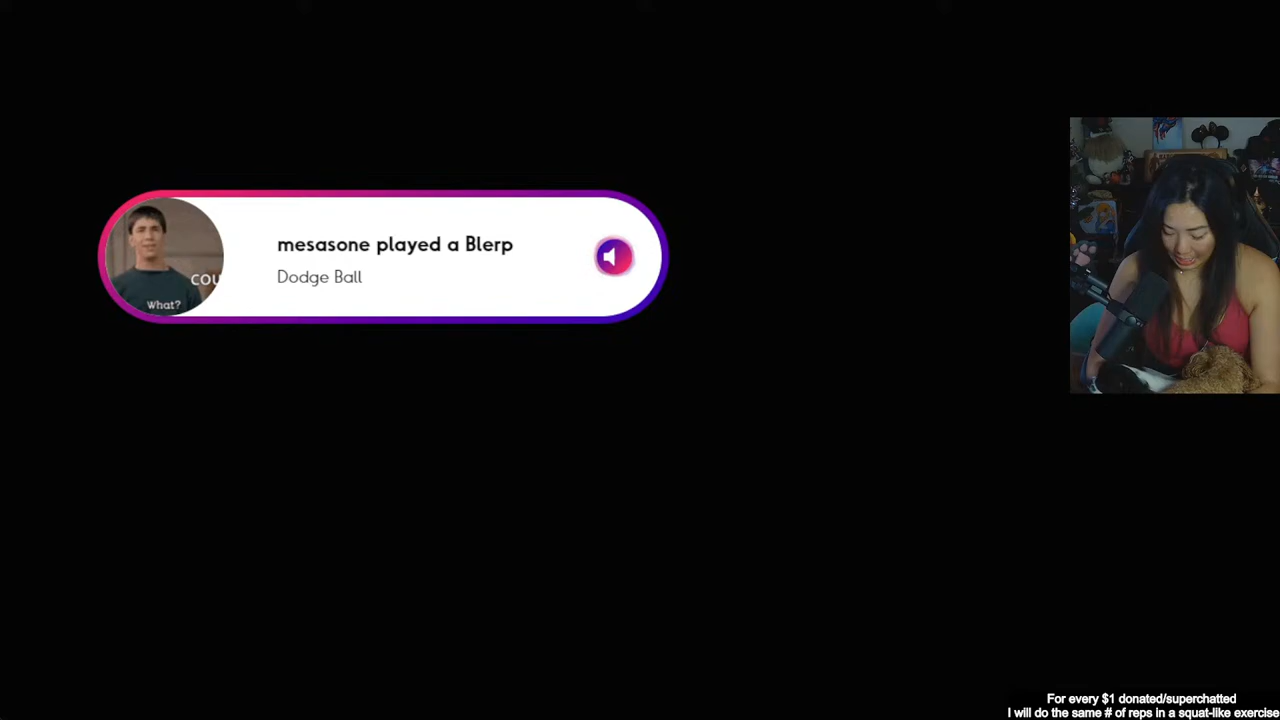 mesasone played a Blerp
Dodge Ball
COU
What?
For every $1 donated/superchatted
I will do the same # of reps in a squat-like exercise